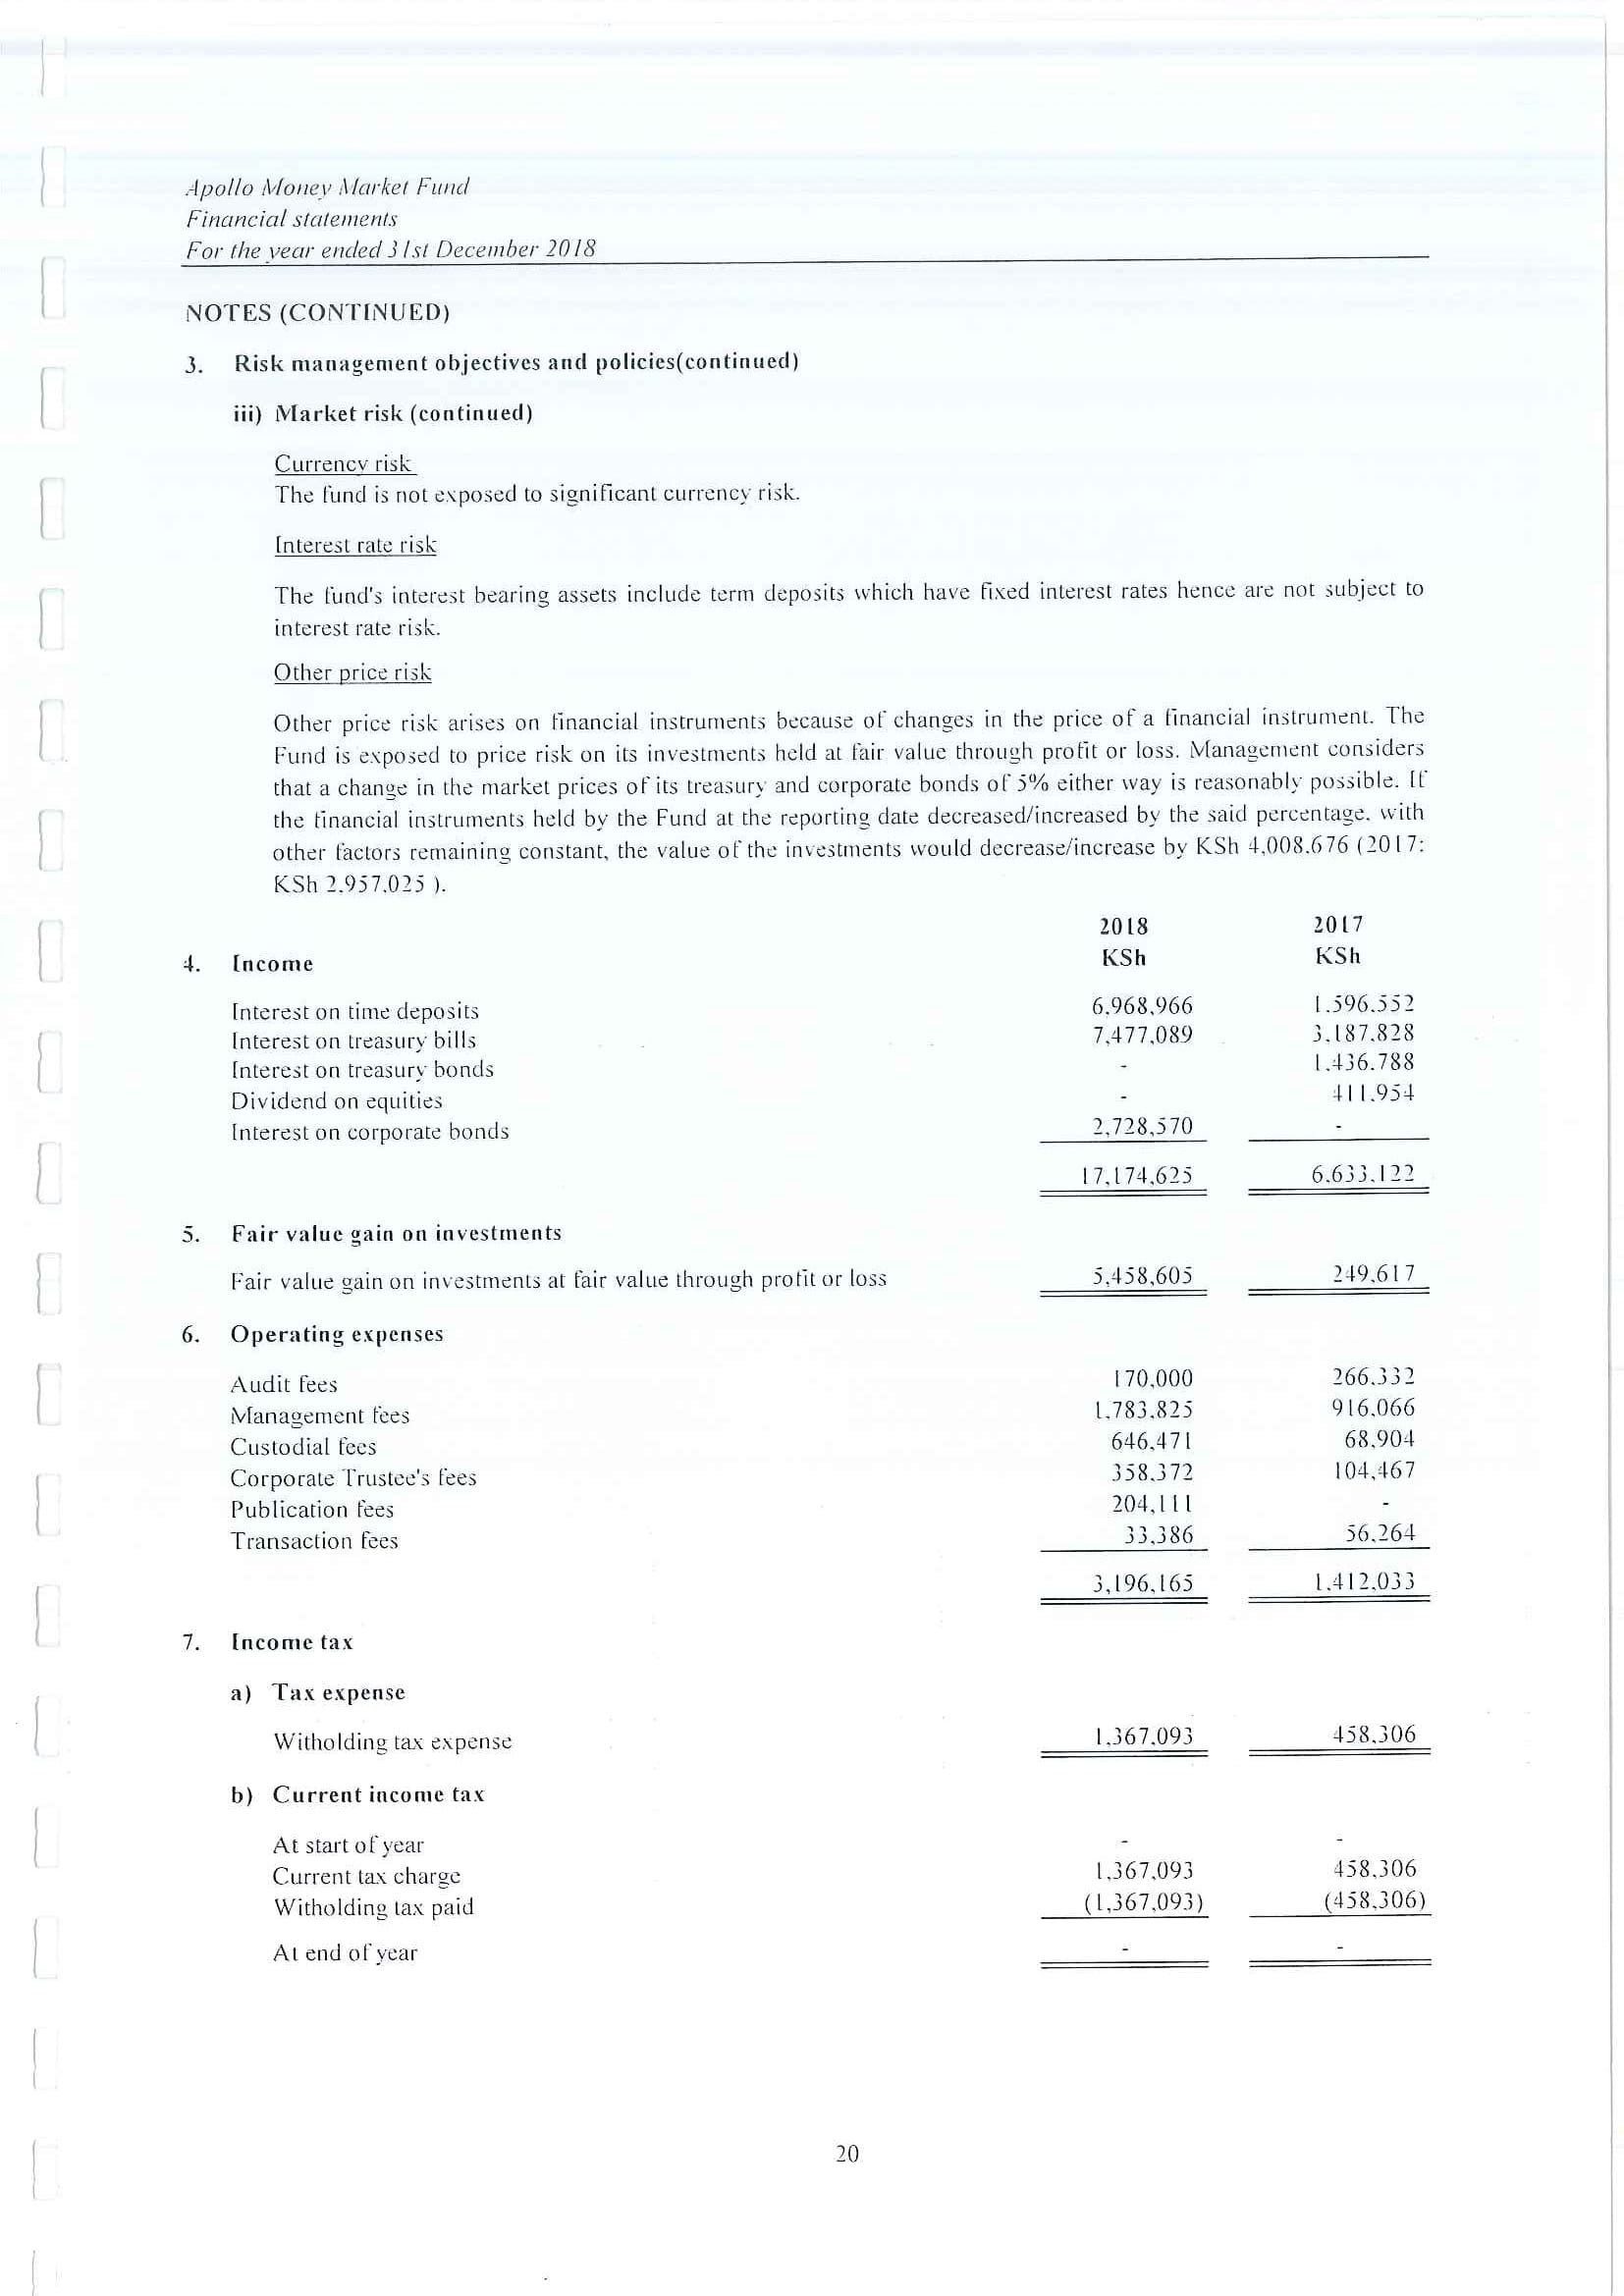 Apollo Money Market Fund
Financial statements
For the year ended 31st December 2018
NOTES (CONTINUED)
3. Risk management objectives and policies(continued)
iii) Market risk (continued)
Currency risk
The fund is not exposed to significant currency risk.
Interest rate risk
The fund's interest bearing assets include term deposits which have fixed interest rates hence are not subject to
interest rate risk.
Other price risk
Other price risk arises on financial instruments because of changes in the price of a financial instrument. The
Fund is exposed to price risk on its investments held at fair value through profit or loss. Management considers
that a change in the market prices of its treasury and corporate bonds of 5% either way is reasonably possible. If
the financial instruments held by the Fund at the reporting date decreased/increased by the said percentage, with
other factors remaining constant, the value of the investments would decrease/increase by KSh 4,008,676 (2017:
KSh 2,957,025 ).
2018 2017
4. Income KSh KSh
Interest on time deposits 6,968,966 1,596,552
Interest on treasury bills 7,477,089 3,187,828
Interest on treasury bonds - 1,436,788
Dividend on equities - 411,954
Interest on corporate bonds 2,728,570 -
17,174,625 6,633,122
5. Fair value gain on investments
Fair value gain on investments at fair value through profit or loss 5,458,605 249,617
6. Operating expenses
Audit fees 170,000 266,332
Management fees 1,783,825 916,066
Custodial fees 646,471 68,904
Corporate Trustee's fees 358,372 104,467
Publication fees 204,111 -
Transaction fees 33,386 56,264
3,196,165 1,412,033
7. Income tax
a) Tax expense
Witholding tax expense 1,367,093 458,306
b) Current income tax
At start of year - -
Current tax charge 1,367,093 458,306
Witholding tax paid (1,367,093) (458,306)
At end of year - -
20